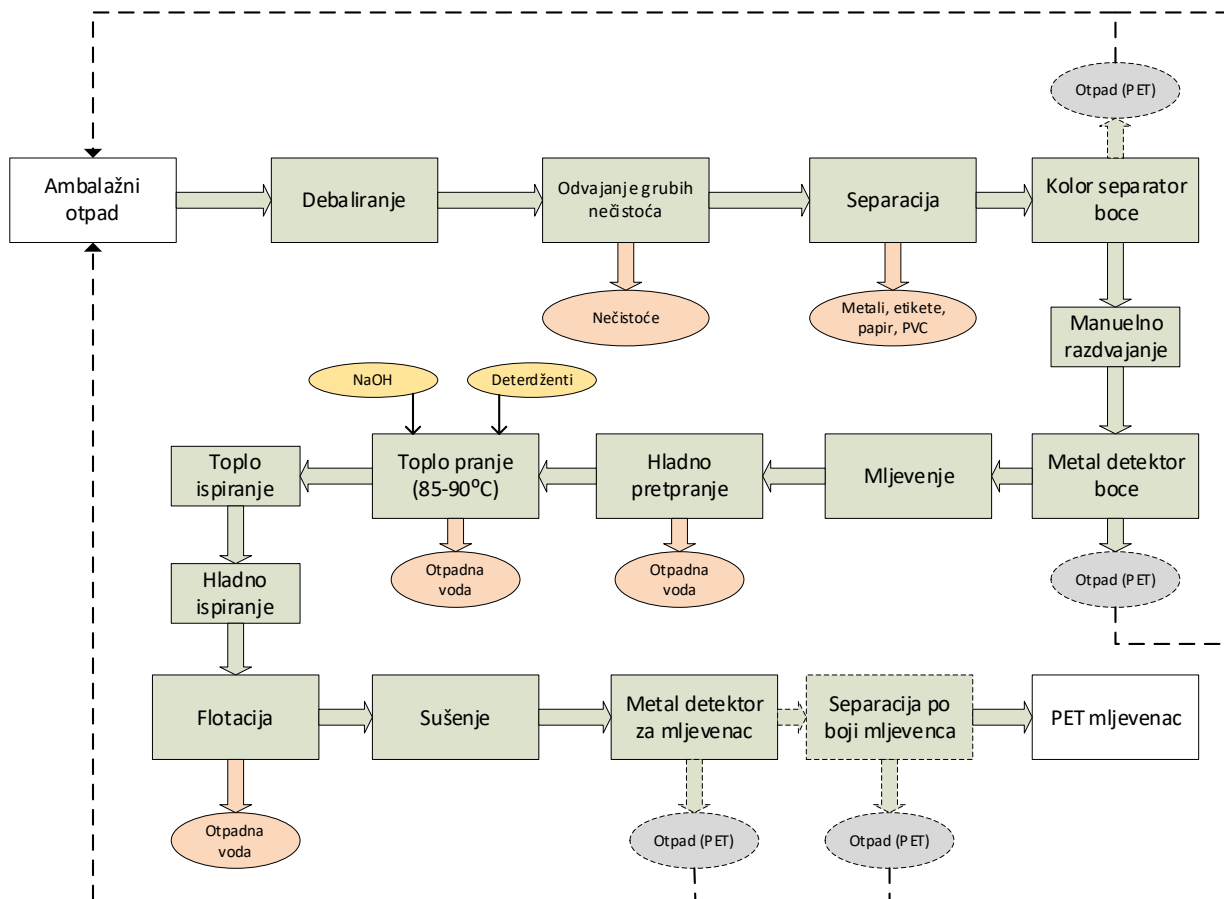 Otpad (PET)
Ambalažni
otpad
Debaliranje
Odvajanje grubih
nečistoća
Separacija
Kolor separator
boce
Nečistoće
Metali, etikete,
papir, PVC
Manuelno
razdvajanje
NaOH
Deterdženti
Toplo
ispiranje
Toplo pranje
(85-90⁰C)
Hladno
pretpranje
Mljevenje
Metal detektor
boce
Otpadna
voda
Otpadna
voda
Otpad (PET)
Hladno
ispiranje
Flotacija
Sušenje
Metal detektor
za mljevenac
Separacija po
boji mljevenca
PET mljevenac
Otpadna
voda
Otpad (PET)
Otpad (PET)